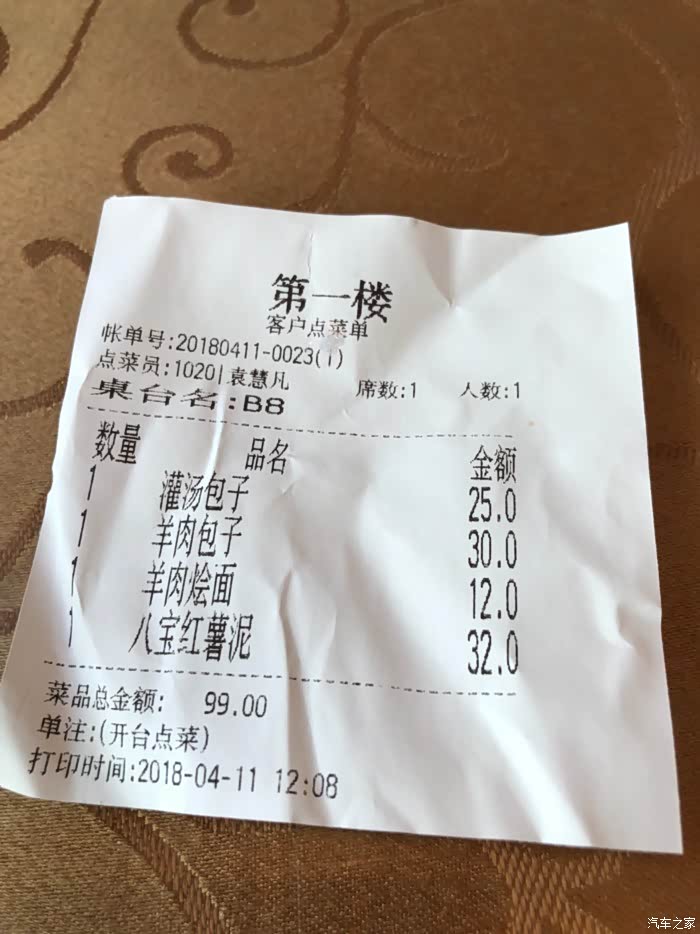 第一楼
客户点菜单
帐单号:20180411-0023(1)
点菜员:1020|袁慧凡 席数:1 人数:1
桌台名:B8
数量 品名 金额
1 灌汤包子 25.0
1 羊肉包子 30.0
1 羊肉烩面 12.0
1 八宝红薯泥 32.0
菜品总金额: 99.00
单注:(开台点菜)
打印时间:2018-04-11 12:08
汽车之家